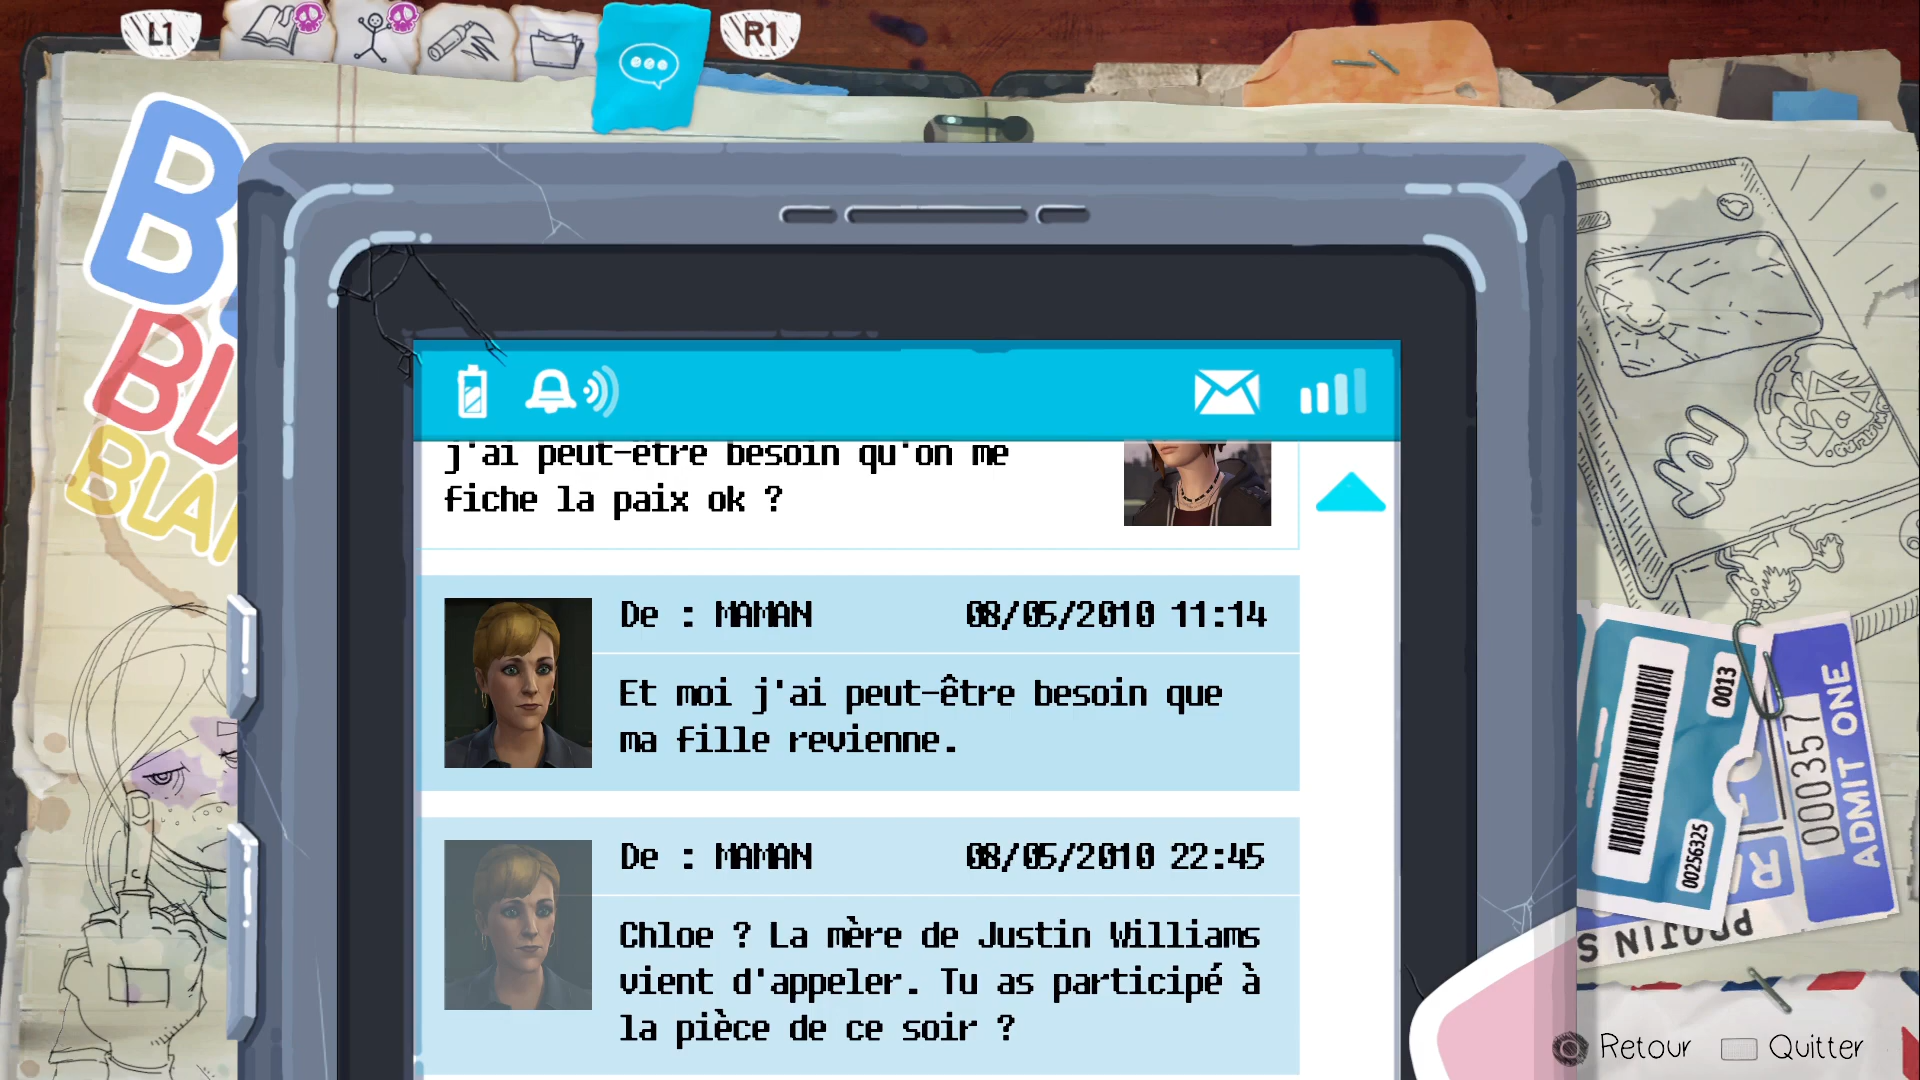 L1
R1
BL
BLA
j'ai peut-être besoin qu'on me
fiche la paix ok ?
De : MAMAN 08/05/2010 11:14
Et moi j'ai peut-être besoin que
ma fille revienne.
De : MAMAN 08/05/2010 22:45
Chloe ? La mère de Justin Williams
vient d'appeler. Tu as participé à
la pièce de ce soir ?
0013
00256325
000357
ADMIT ONE
Retour
Quitter